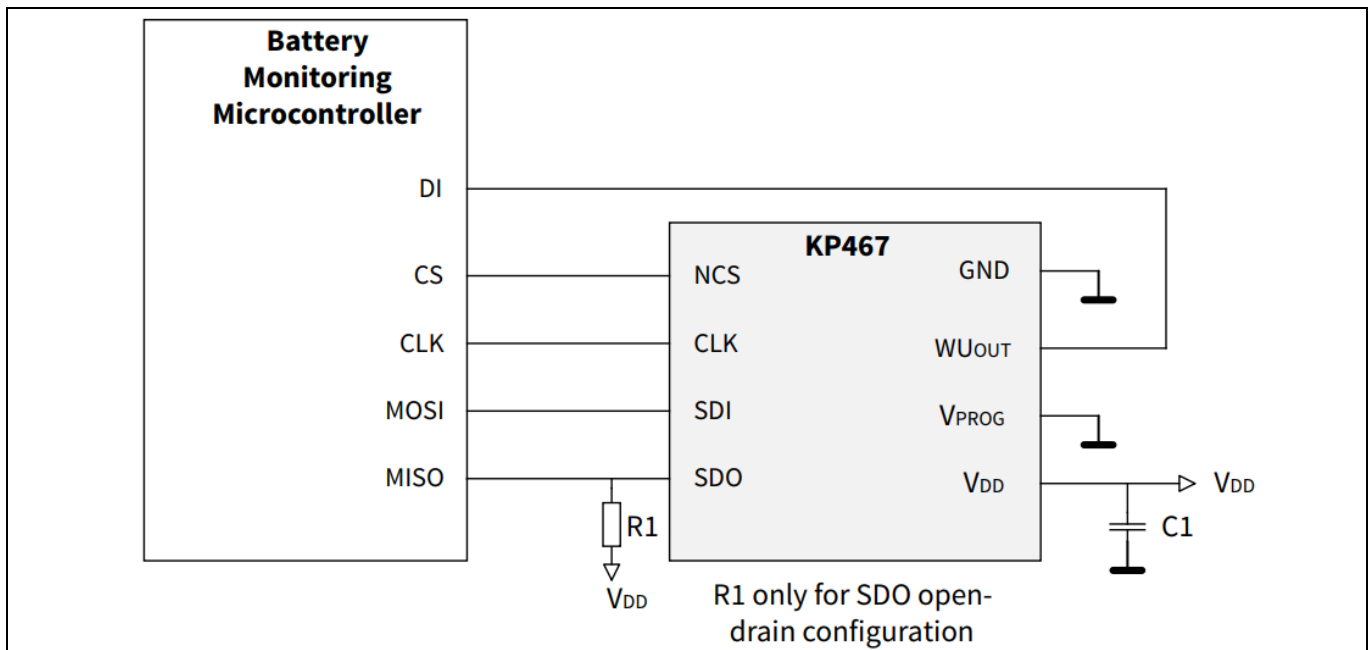 Battery
Monitoring
Microcontroller
DI
CS
CLK
MOSI
MISO
KP467
NCS
CLK
SDI
SDO
GND
WUOUT
VPROG
VDD
VDD
C1
R1
VDD
R1 only for SDO open-
drain configuration